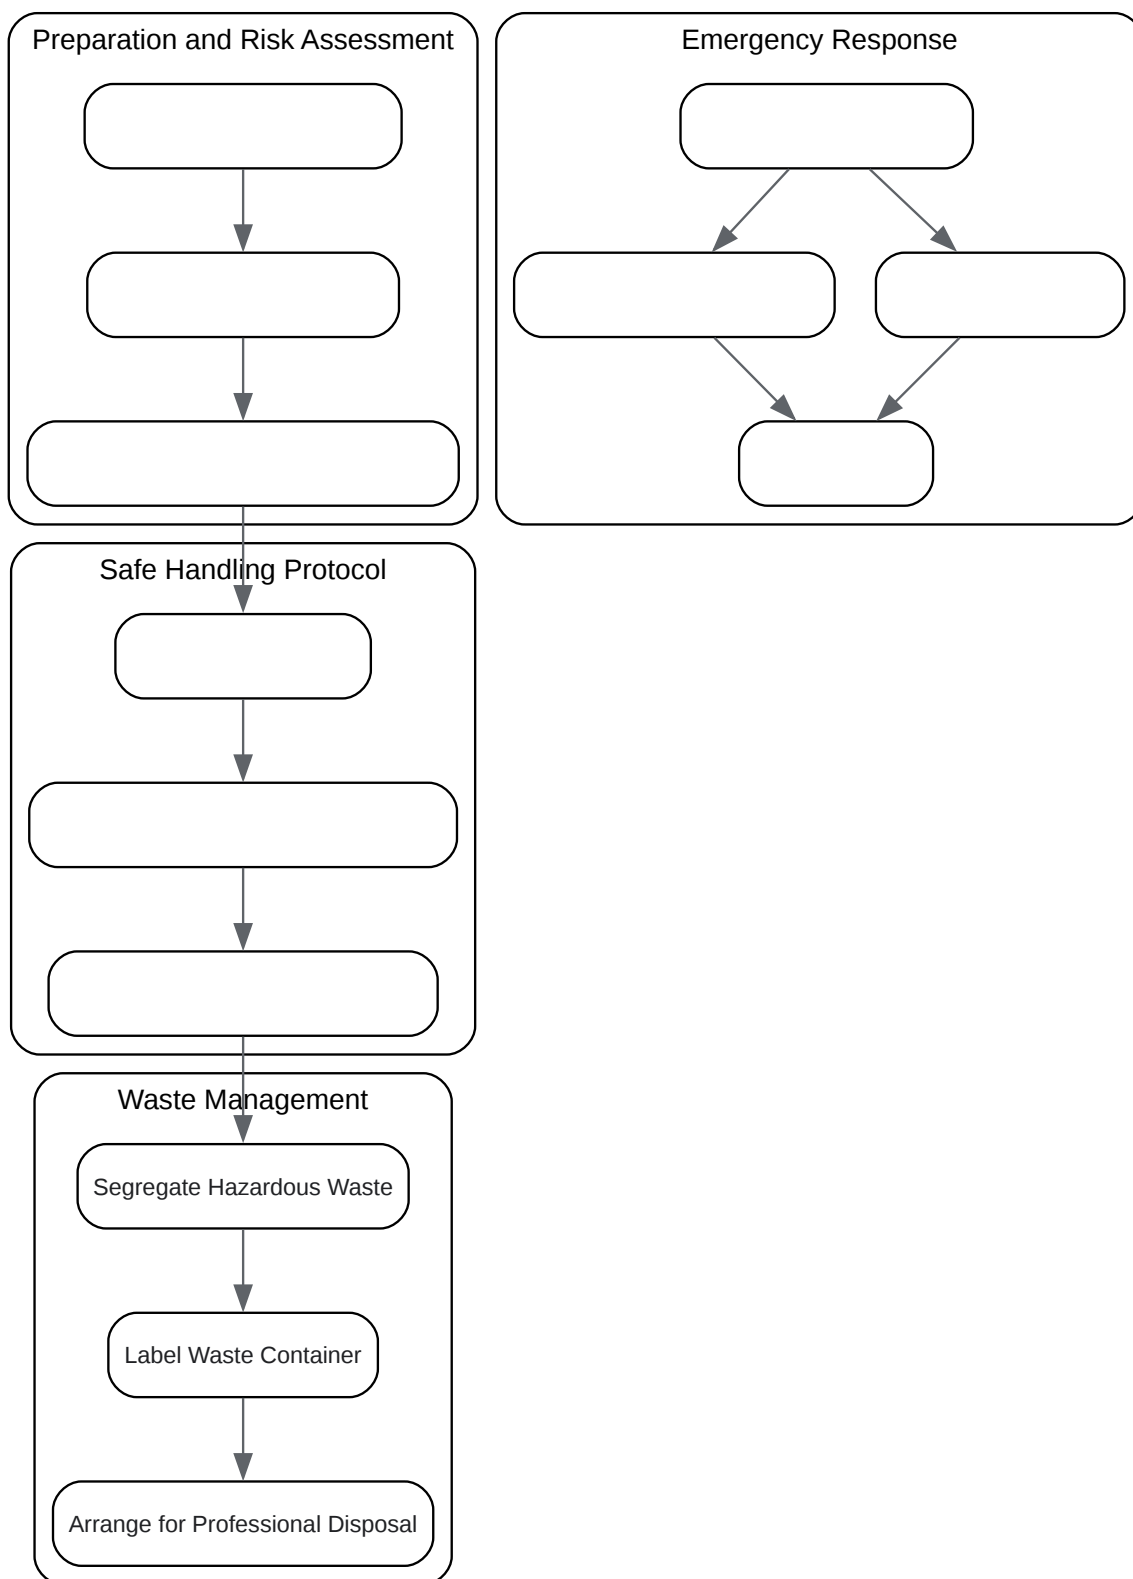 Preparation and Risk Assessment
Emergency Response
Safe Handling Protocol
Waste Management
Segregate Hazardous Waste
Label Waste Container
Arrange for Professional Disposal